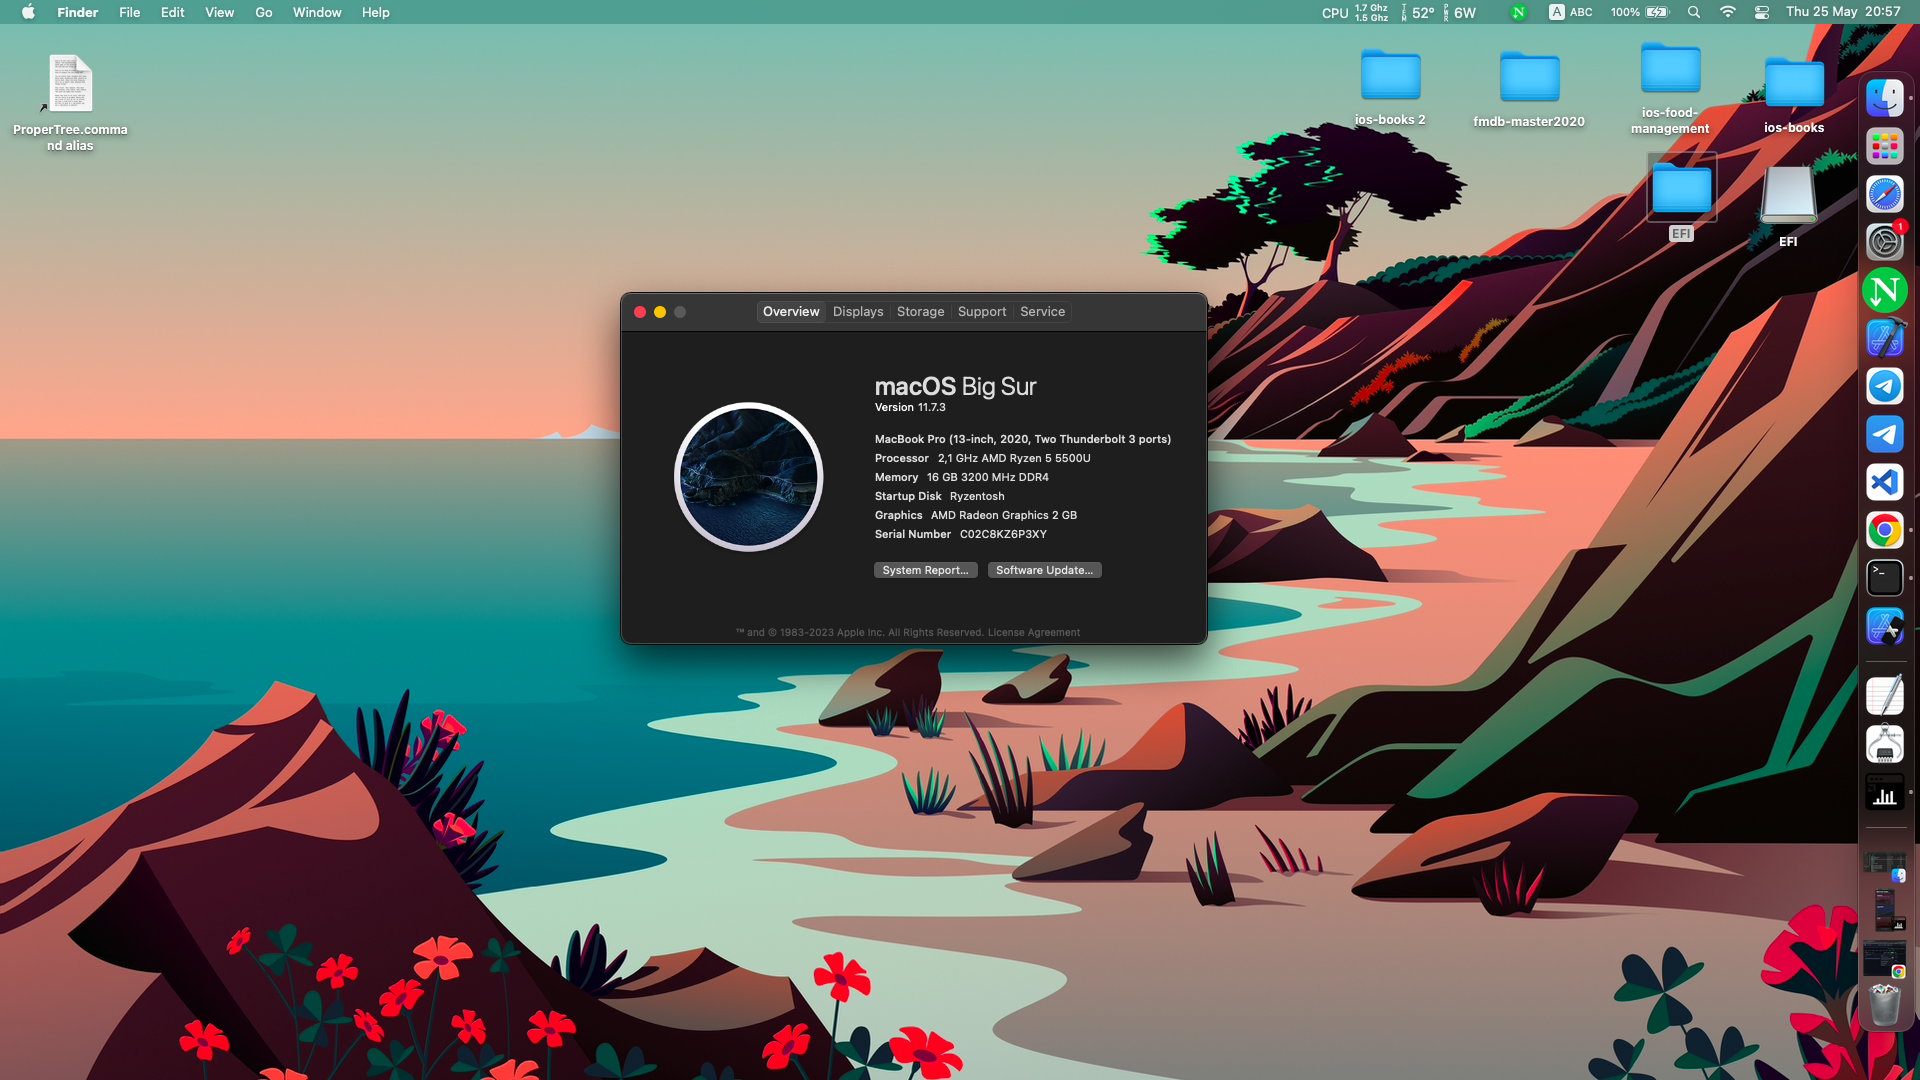 Finder File Edit View Go Window Help
CPU 1.7 Ghz 1.5 Ghz TEM 52° PWR 6W N A ABC 100% Thu 25 May 20:57
ProperTree.comma
nd alias
ios-books 2
fmdb-master2020
ios-food-
management
ios-books
EFI
EFI
1
N
Overview Displays Storage Support Service
macOS Big Sur
Version 11.7.3
MacBook Pro (13-inch, 2020, Two Thunderbolt 3 ports)
Processor 2,1 GHz AMD Ryzen 5 5500U
Memory 16 GB 3200 MHz DDR4
Startup Disk Ryzentosh
Graphics AMD Radeon Graphics 2 GB
Serial Number C02C8KZ6P3XY
System Report... Software Update...
™ and © 1983-2023 Apple Inc. All Rights Reserved. License Agreement